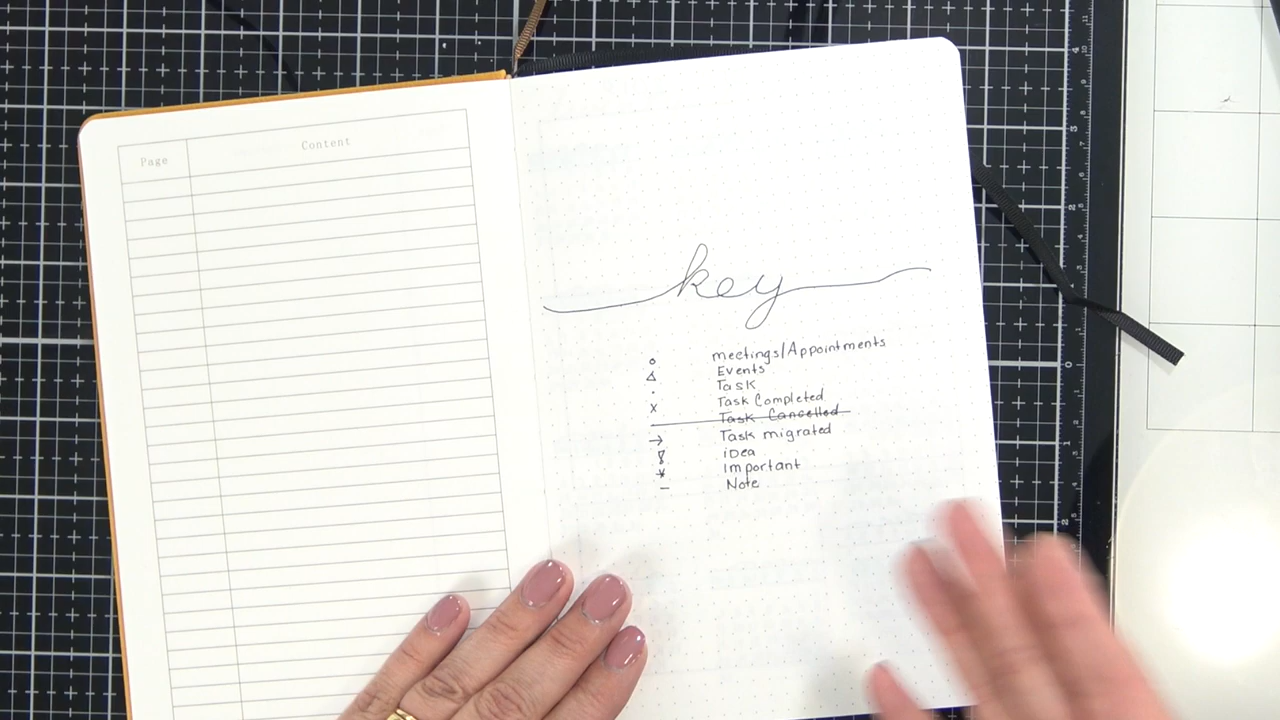 Page Content
key
meetings/Appointments
Events
. Task
x Task Completed
Task Cancelled
→ Task migrated
iDea
* Important
– Note